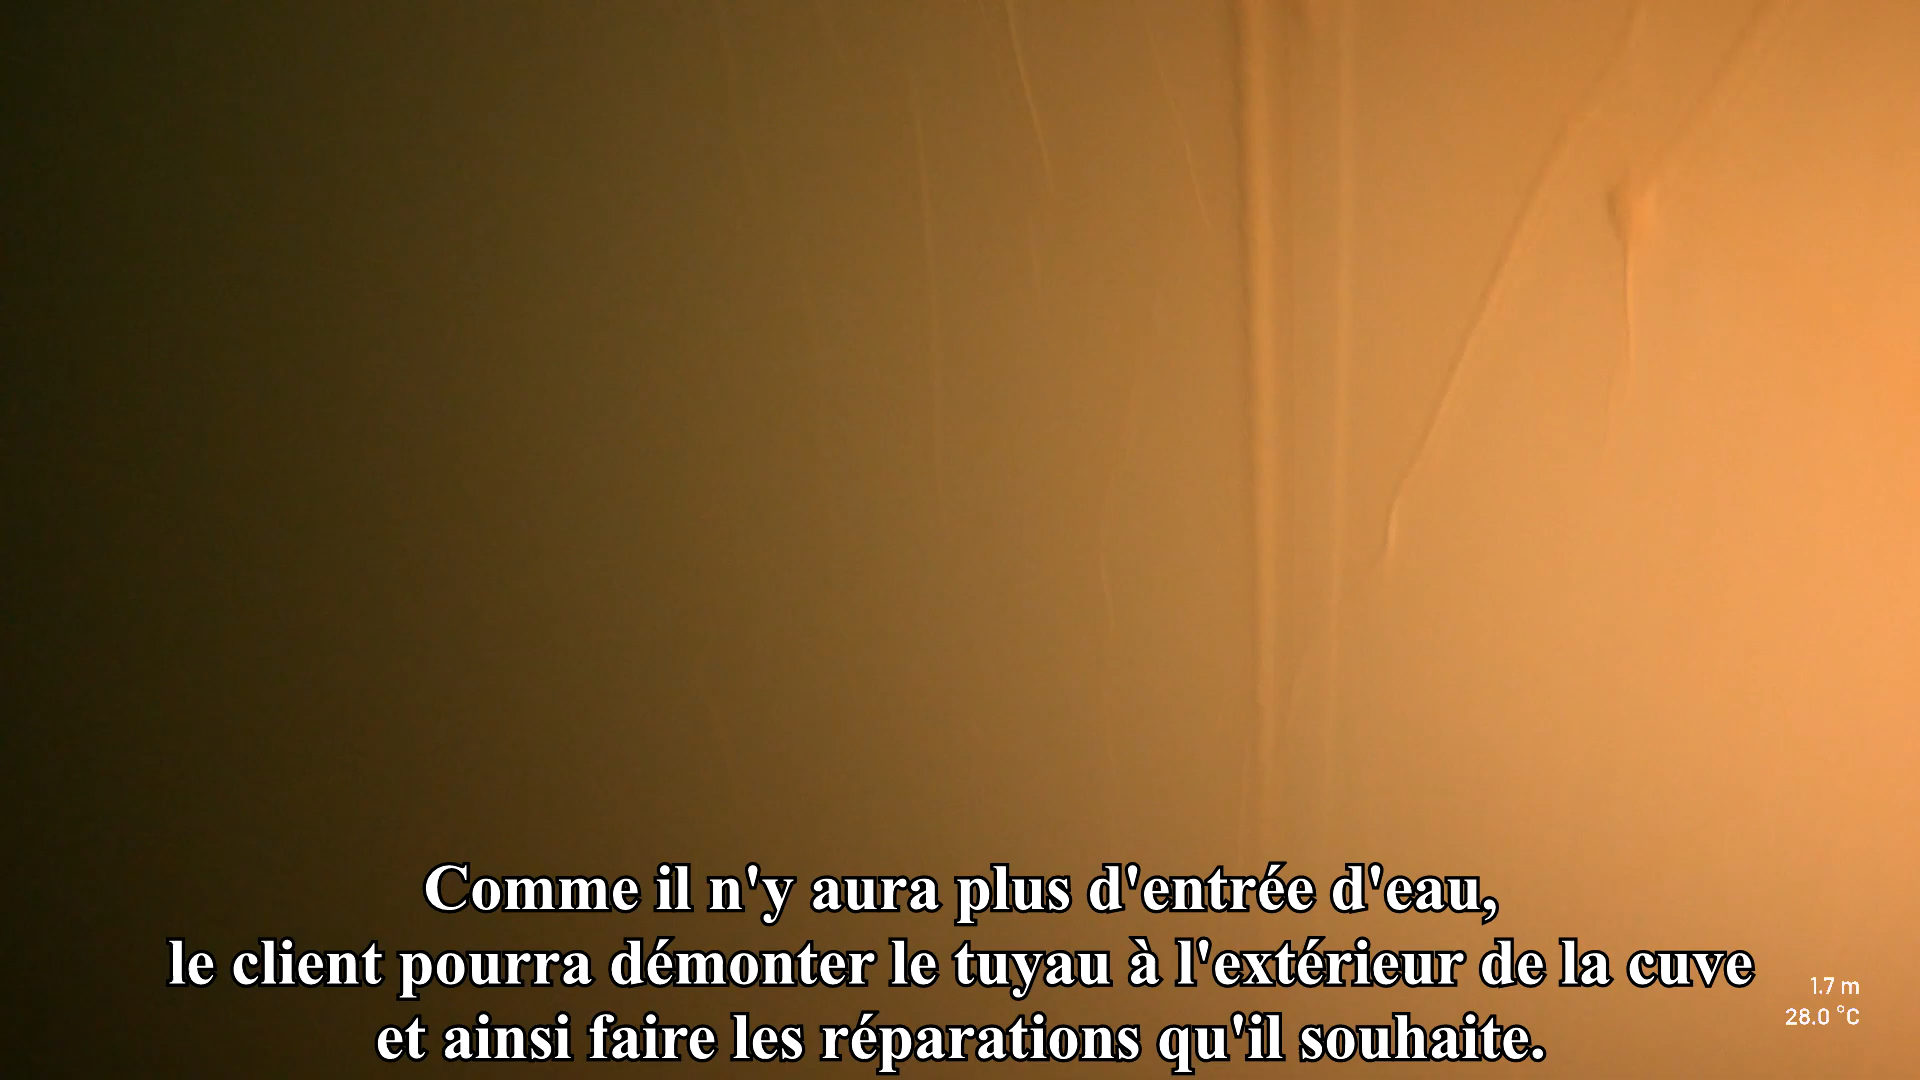 Comme il n'y aura plus d'entrée d'eau,
le client pourra démonter le tuyau à l'extérieur de la cuve
et ainsi faire les réparations qu'il souhaite.
1.7 m
28.0 °C